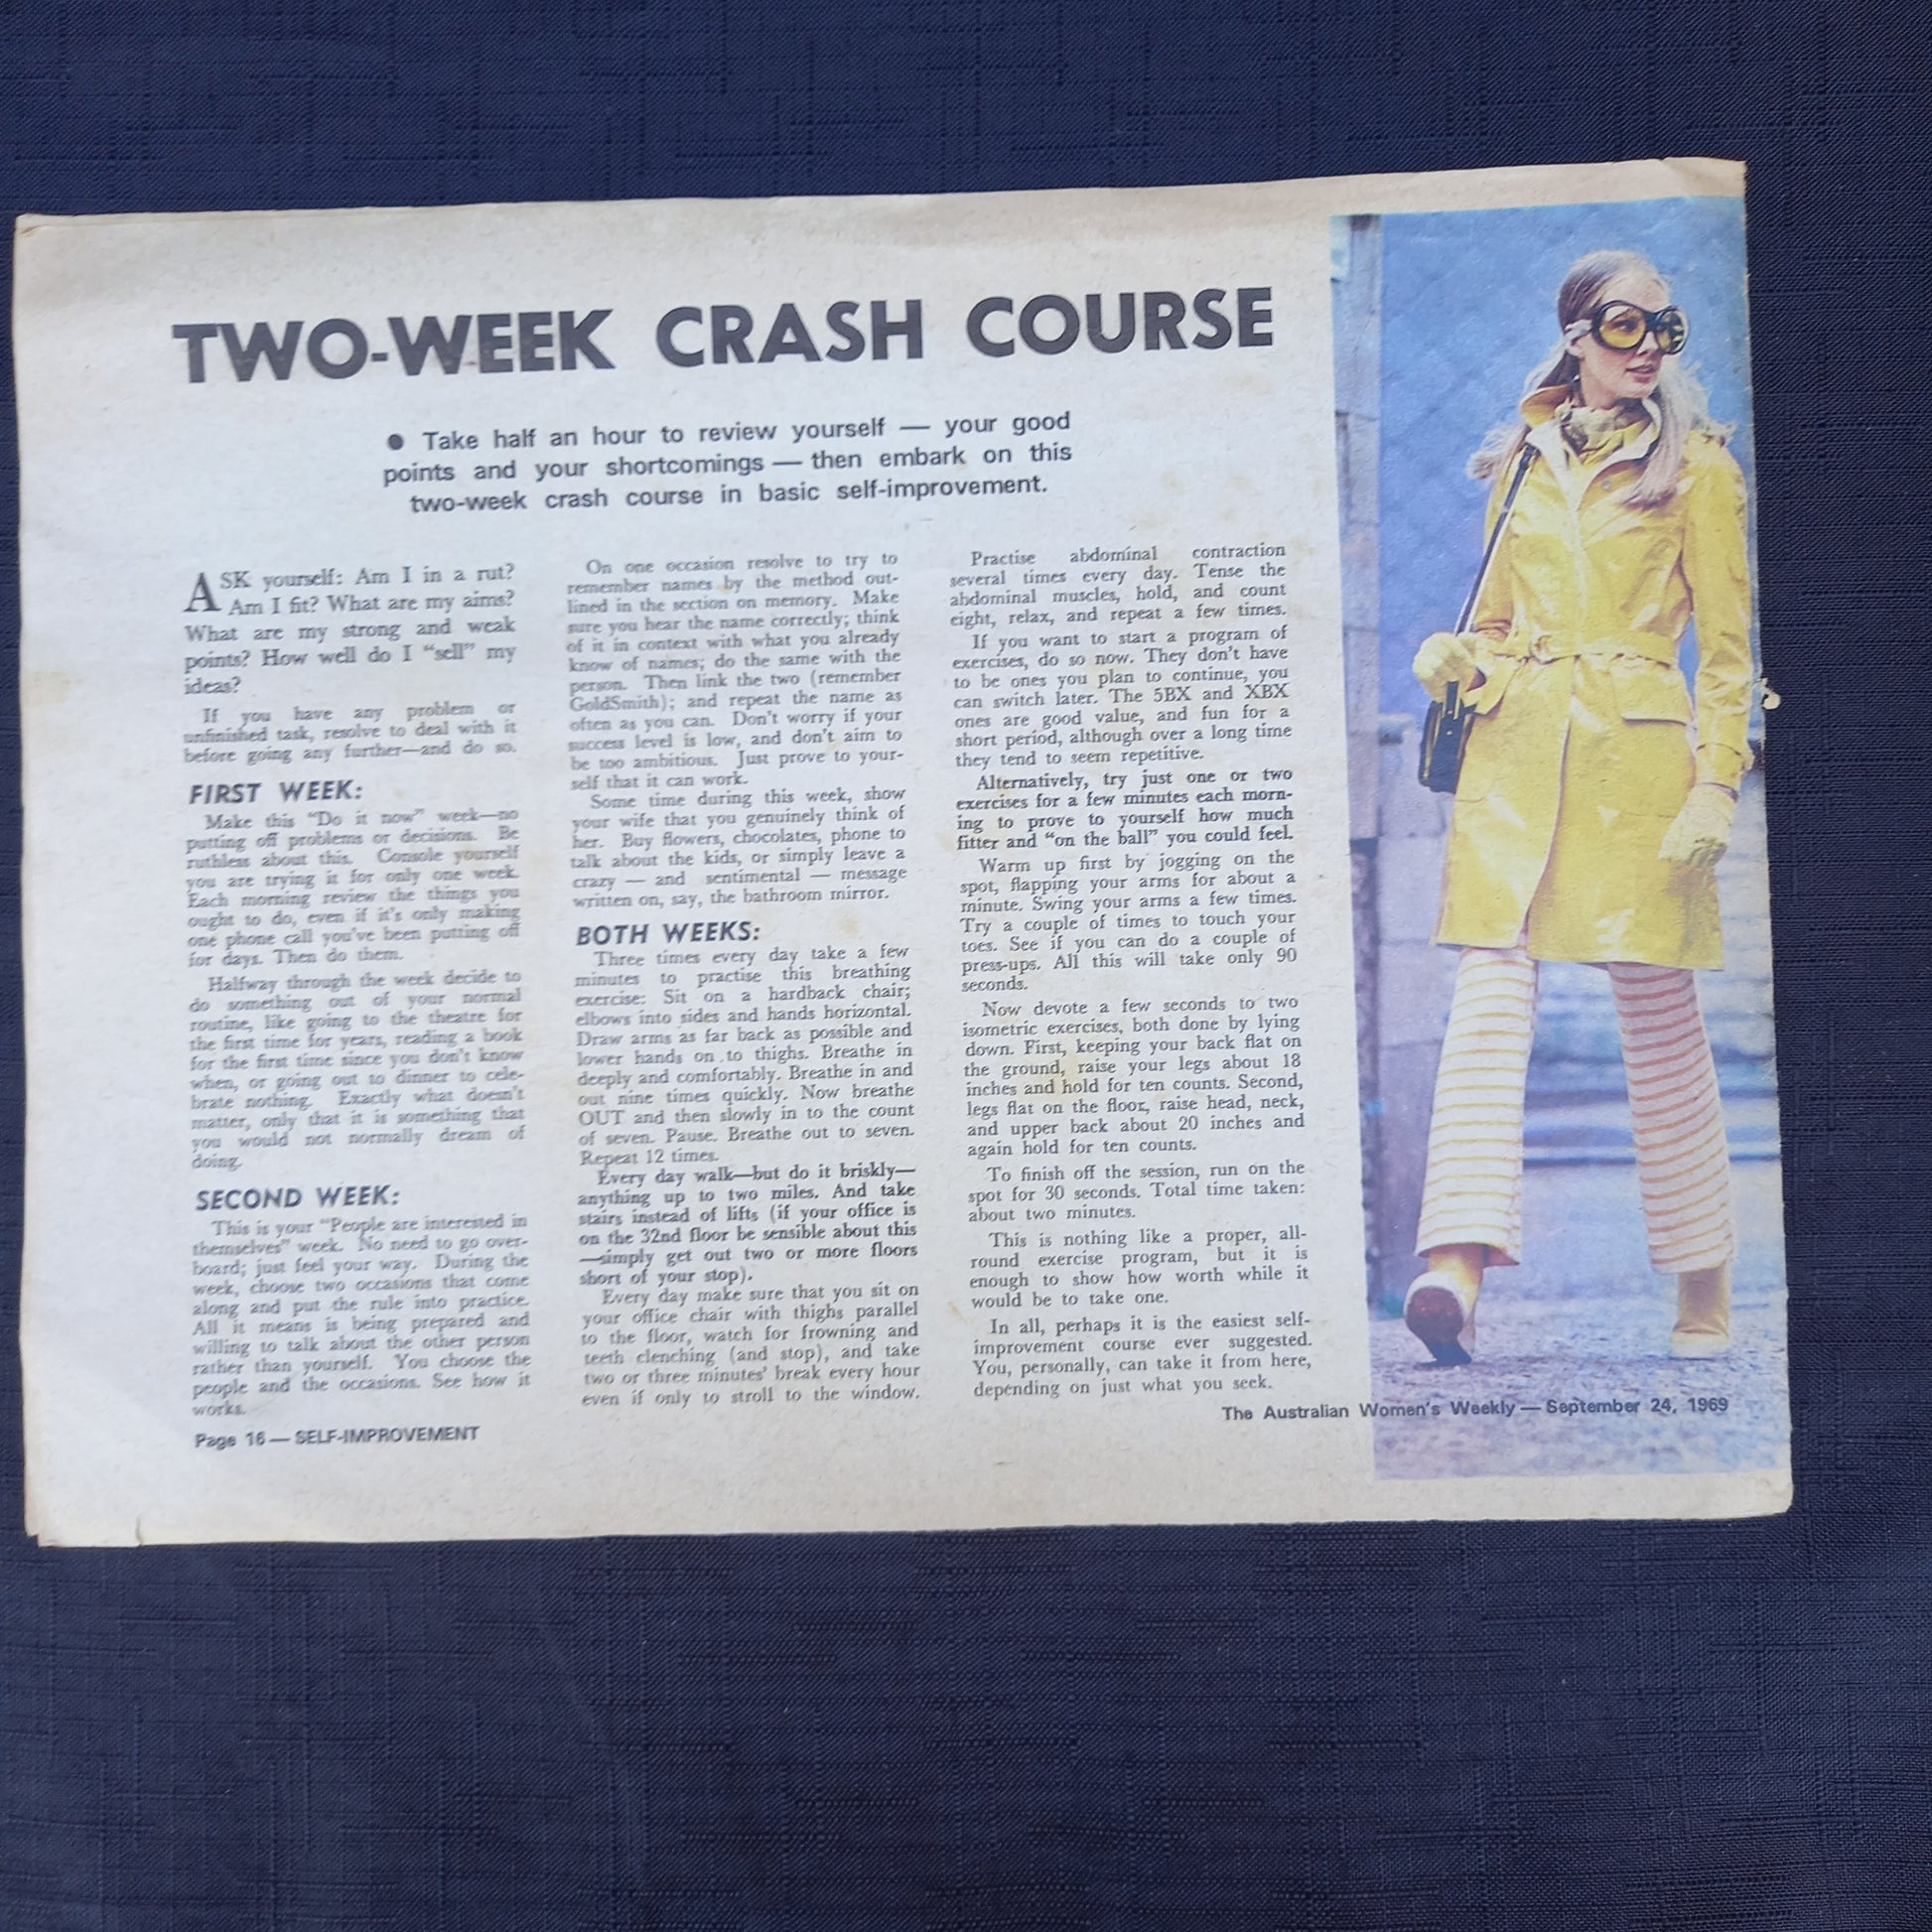 TWO-WEEK CRASH COURSE
● Take half an hour to review yourself — your good
points and your shortcomings — then embark on this
two-week crash course in basic self-improvement.
ASK yourself: Am I in a rut?
Am I fit? What are my aims?
What are my strong and weak
points? How well do I "sell" my
ideas?
If you have any problem or
unfinished task, resolve to deal with it
before going any further—and do so.
FIRST WEEK:
Make this "Do it now" week—no
putting off problems or decisions. Be
ruthless about this. Console yourself
you are trying it for only one week.
Each morning review the things you
ought to do, even if it's only making
one phone call you've been putting off
for days. Then do them.
Halfway through the week decide to
do something out of your normal
routine, like going to the theatre for
the first time for years, reading a book
for the first time since you don't know
when, or going out to dinner to cele-
brate nothing. Exactly what doesn't
matter, only that it is something that
you would not normally dream of
doing.
SECOND WEEK:
This is your "People are interested in
themselves" week. No need to go over-
board; just feel your way. During the
week, choose two occasions that come
along and put the rule into practice.
All it means is being prepared and
willing to talk about the other person
rather than yourself. You choose the
people and the occasions. See how it
works.
On one occasion resolve to try to
remember names by the method out-
lined in the section on memory. Make
sure you hear the name correctly; think
of it in context with what you already
know of names; do the same with the
person. Then link the two (remember
GoldSmith); and repeat the name as
often as you can. Don't worry if your
success level is low, and don't aim to
be too ambitious. Just prove to your-
self that it can work.
Some time during this week, show
your wife that you genuinely think of
her. Buy flowers, chocolates, phone to
talk about the kids, or simply leave a
crazy — and sentimental — message
written on, say, the bathroom mirror.
BOTH WEEKS:
Three times every day take a few
minutes to practise this breathing
exercise: Sit on a hardback chair;
elbows into sides and hands horizontal.
Draw arms as far back as possible and
lower hands on to thighs. Breathe in
deeply and comfortably. Breathe in and
out nine times quickly. Now breathe
OUT and then slowly in to the count
of seven. Pause. Breathe out to seven.
Repeat 12 times.
Every day walk—but do it briskly—
anything up to two miles. And take
stairs instead of lifts (if your office is
on the 32nd floor be sensible about this
—simply get out two or more floors
short of your stop).
Every day make sure that you sit on
your office chair with thighs parallel
to the floor, watch for frowning and
teeth clenching (and stop), and take
two or three minutes' break every hour
even if only to stroll to the window.
Practise abdominal contraction
several times every day. Tense the
abdominal muscles, hold, and count
eight, relax, and repeat a few times.
If you want to start a program of
exercises, do so now. They don't have
to be ones you plan to continue, you
can switch later. The 5BX and XBX
ones are good value, and fun for a
short period, although over a long time
they tend to seem repetitive.
Alternatively, try just one or two
exercises for a few minutes each morn-
ing to prove to yourself how much
fitter and "on the ball" you could feel.
Warm up first by jogging on the
spot, flapping your arms for about a
minute. Swing your arms a few times.
Try a couple of times to touch your
toes. See if you can do a couple of
press-ups. All this will take only 90
seconds.
Now devote a few seconds to two
isometric exercises, both done by lying
down. First, keeping your back flat on
the ground, raise your legs about 18
inches and hold for ten counts. Second,
legs flat on the floor, raise head, neck,
and upper back about 20 inches and
again hold for ten counts.
To finish off the session, run on the
spot for 30 seconds. Total time taken:
about two minutes.
This is nothing like a proper, all-
round exercise program, but it is
enough to show how worth while it
would be to take one.
In all, perhaps it is the easiest self-
improvement course ever suggested.
You, personally, can take it from here,
depending on just what you seek.
Page 16 — SELF-IMPROVEMENT
The Australian Women's Weekly — September 24, 1969